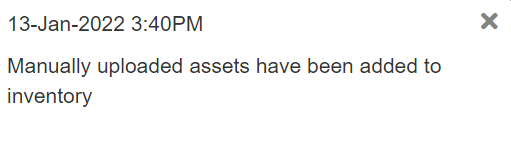 13-Jan-2022 3:40PM
Manually uploaded assets have been added to
inventory